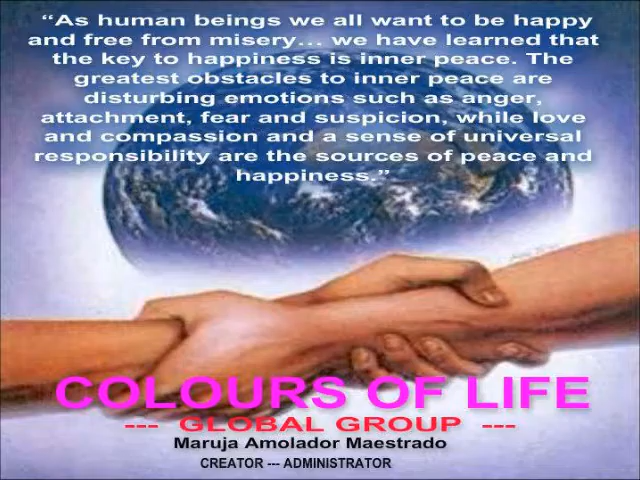 “As human beings we all want to be happy
and free from misery... we have learned that
the key to happiness is inner peace. The
greatest obstacles to inner peace are
disturbing emotions such as anger,
attachment, fear and suspicion, while love
and compassion and a sense of universal
responsibility are the sources of peace and
happiness.”
COLOURS OF LIFE
--- GLOBAL GROUP ---
Maruja Amolador Maestrado
CREATOR --- ADMINISTRATOR